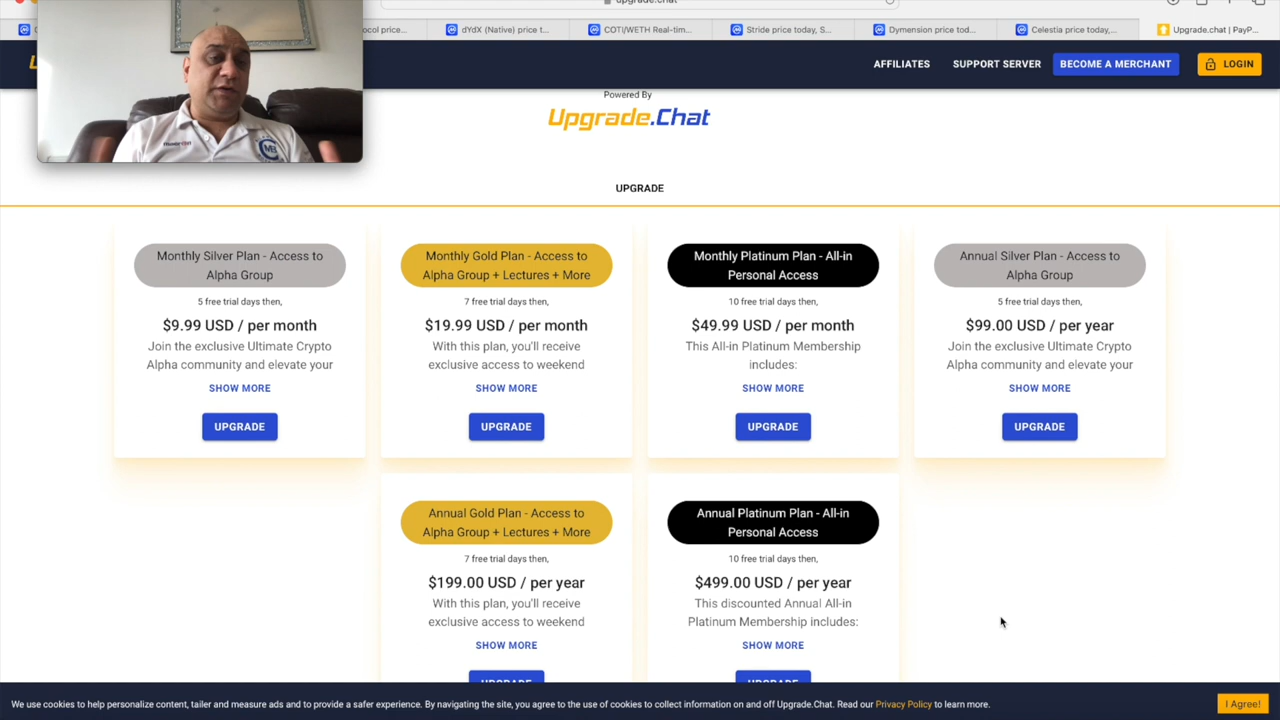 upgrade.chat
ocol price...
dYdX (Native) price t...
COTI/WETH Real-tim...
Stride price today, S...
Dymension price tod...
Celestia price today,...
Upgrade.chat | PayP...
AFFILIATES
SUPPORT SERVER
BECOME A MERCHANT
LOGIN
Powered By
Upgrade.Chat
UPGRADE
Monthly Silver Plan - Access to
Alpha Group
5 free trial days then,
$9.99 USD / per month
Join the exclusive Ultimate Crypto
Alpha community and elevate your
SHOW MORE
UPGRADE
Monthly Gold Plan - Access to
Alpha Group + Lectures + More
7 free trial days then,
$19.99 USD / per month
With this plan, you'll receive
exclusive access to weekend
SHOW MORE
UPGRADE
Monthly Platinum Plan - All-in
Personal Access
10 free trial days then,
$49.99 USD / per month
This All-in Platinum Membership
includes:
SHOW MORE
UPGRADE
Annual Silver Plan - Access to
Alpha Group
5 free trial days then,
$99.00 USD / per year
Join the exclusive Ultimate Crypto
Alpha community and elevate your
SHOW MORE
UPGRADE
Annual Gold Plan - Access to
Alpha Group + Lectures + More
7 free trial days then,
$199.00 USD / per year
With this plan, you'll receive
exclusive access to weekend
SHOW MORE
UPGRADE
Annual Platinum Plan - All-in
Personal Access
10 free trial days then,
$499.00 USD / per year
This discounted Annual All-in
Platinum Membership includes:
SHOW MORE
UPGRADE
We use cookies to help personalize content, tailer and measure ads and to provide a safer experience. By navigating the site, you agree to the use of cookies to collect information on and off Upgrade.Chat. Read our Privacy Policy to learn more.
I Agree!